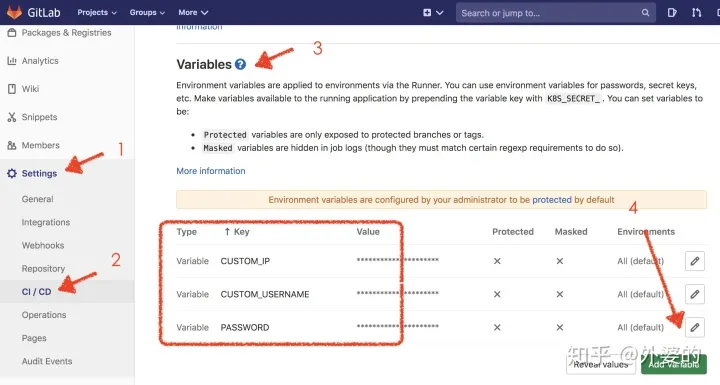 GitLab Projects Groups More Search or jump to...
Packages & Registries
Analytics
Wiki
Snippets
Members
1
Settings
General
Integrations
Webhooks
Repository
2
CI / CD
Operations
Pages
Audit Events
information
3
Variables
Environment variables are applied to environments via the Runner. You can use environment variables for passwords, secret keys,
etc. Make variables available to the running application by prepending the variable key with K8S_SECRET_ . You can set variables to
be:
• Protected variables are only exposed to protected branches or tags.
• Masked variables are hidden in job logs (though they must match certain regexp requirements to do so).
More information
Environment variables are configured by your administrator to be protected by default
4
Type ↑ Key Value Protected Masked Environments
Variable CUSTOM_IP ******************** All (default)
Variable CUSTOM_USERNAME ******************** All (default)
Variable PASSWORD ******************** All (default)
Reveal values Add Variable
知乎 @外婆的